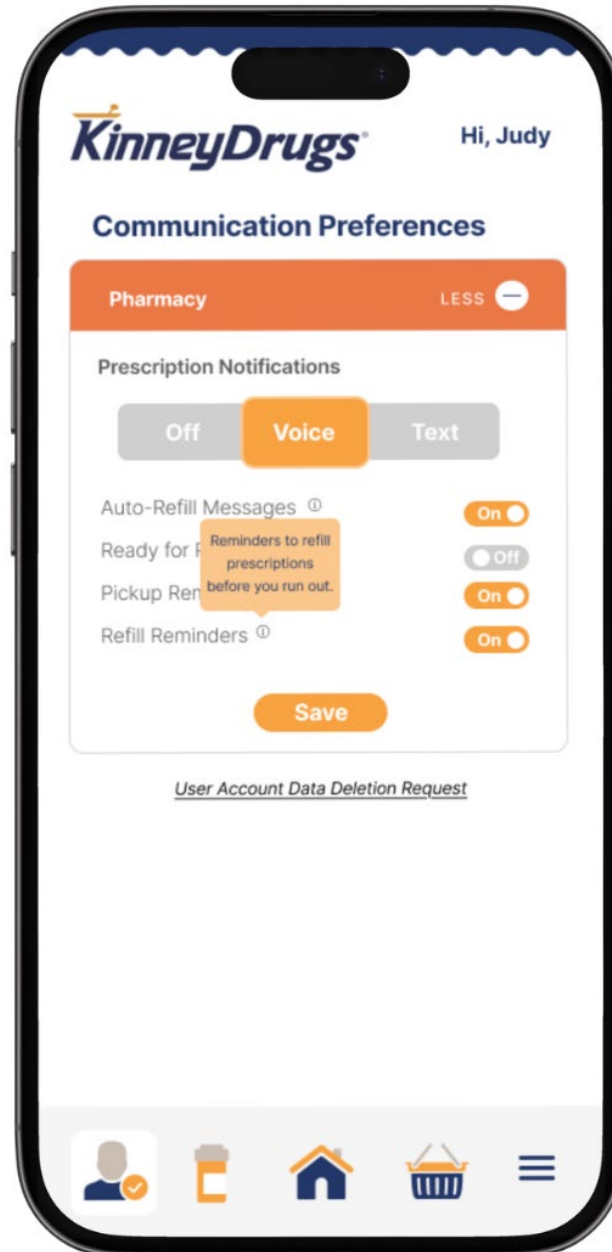 KinneyDrugs
Hi, Judy
Communication Preferences
Pharmacy
LESS
Prescription Notifications
Off Voice Text
Auto-Refill Messages
On
Ready for
Off
Reminders to refill
prescriptions
before you run out.
Pickup
On
Refill Reminders
On
Save
User Account Data Deletion Request